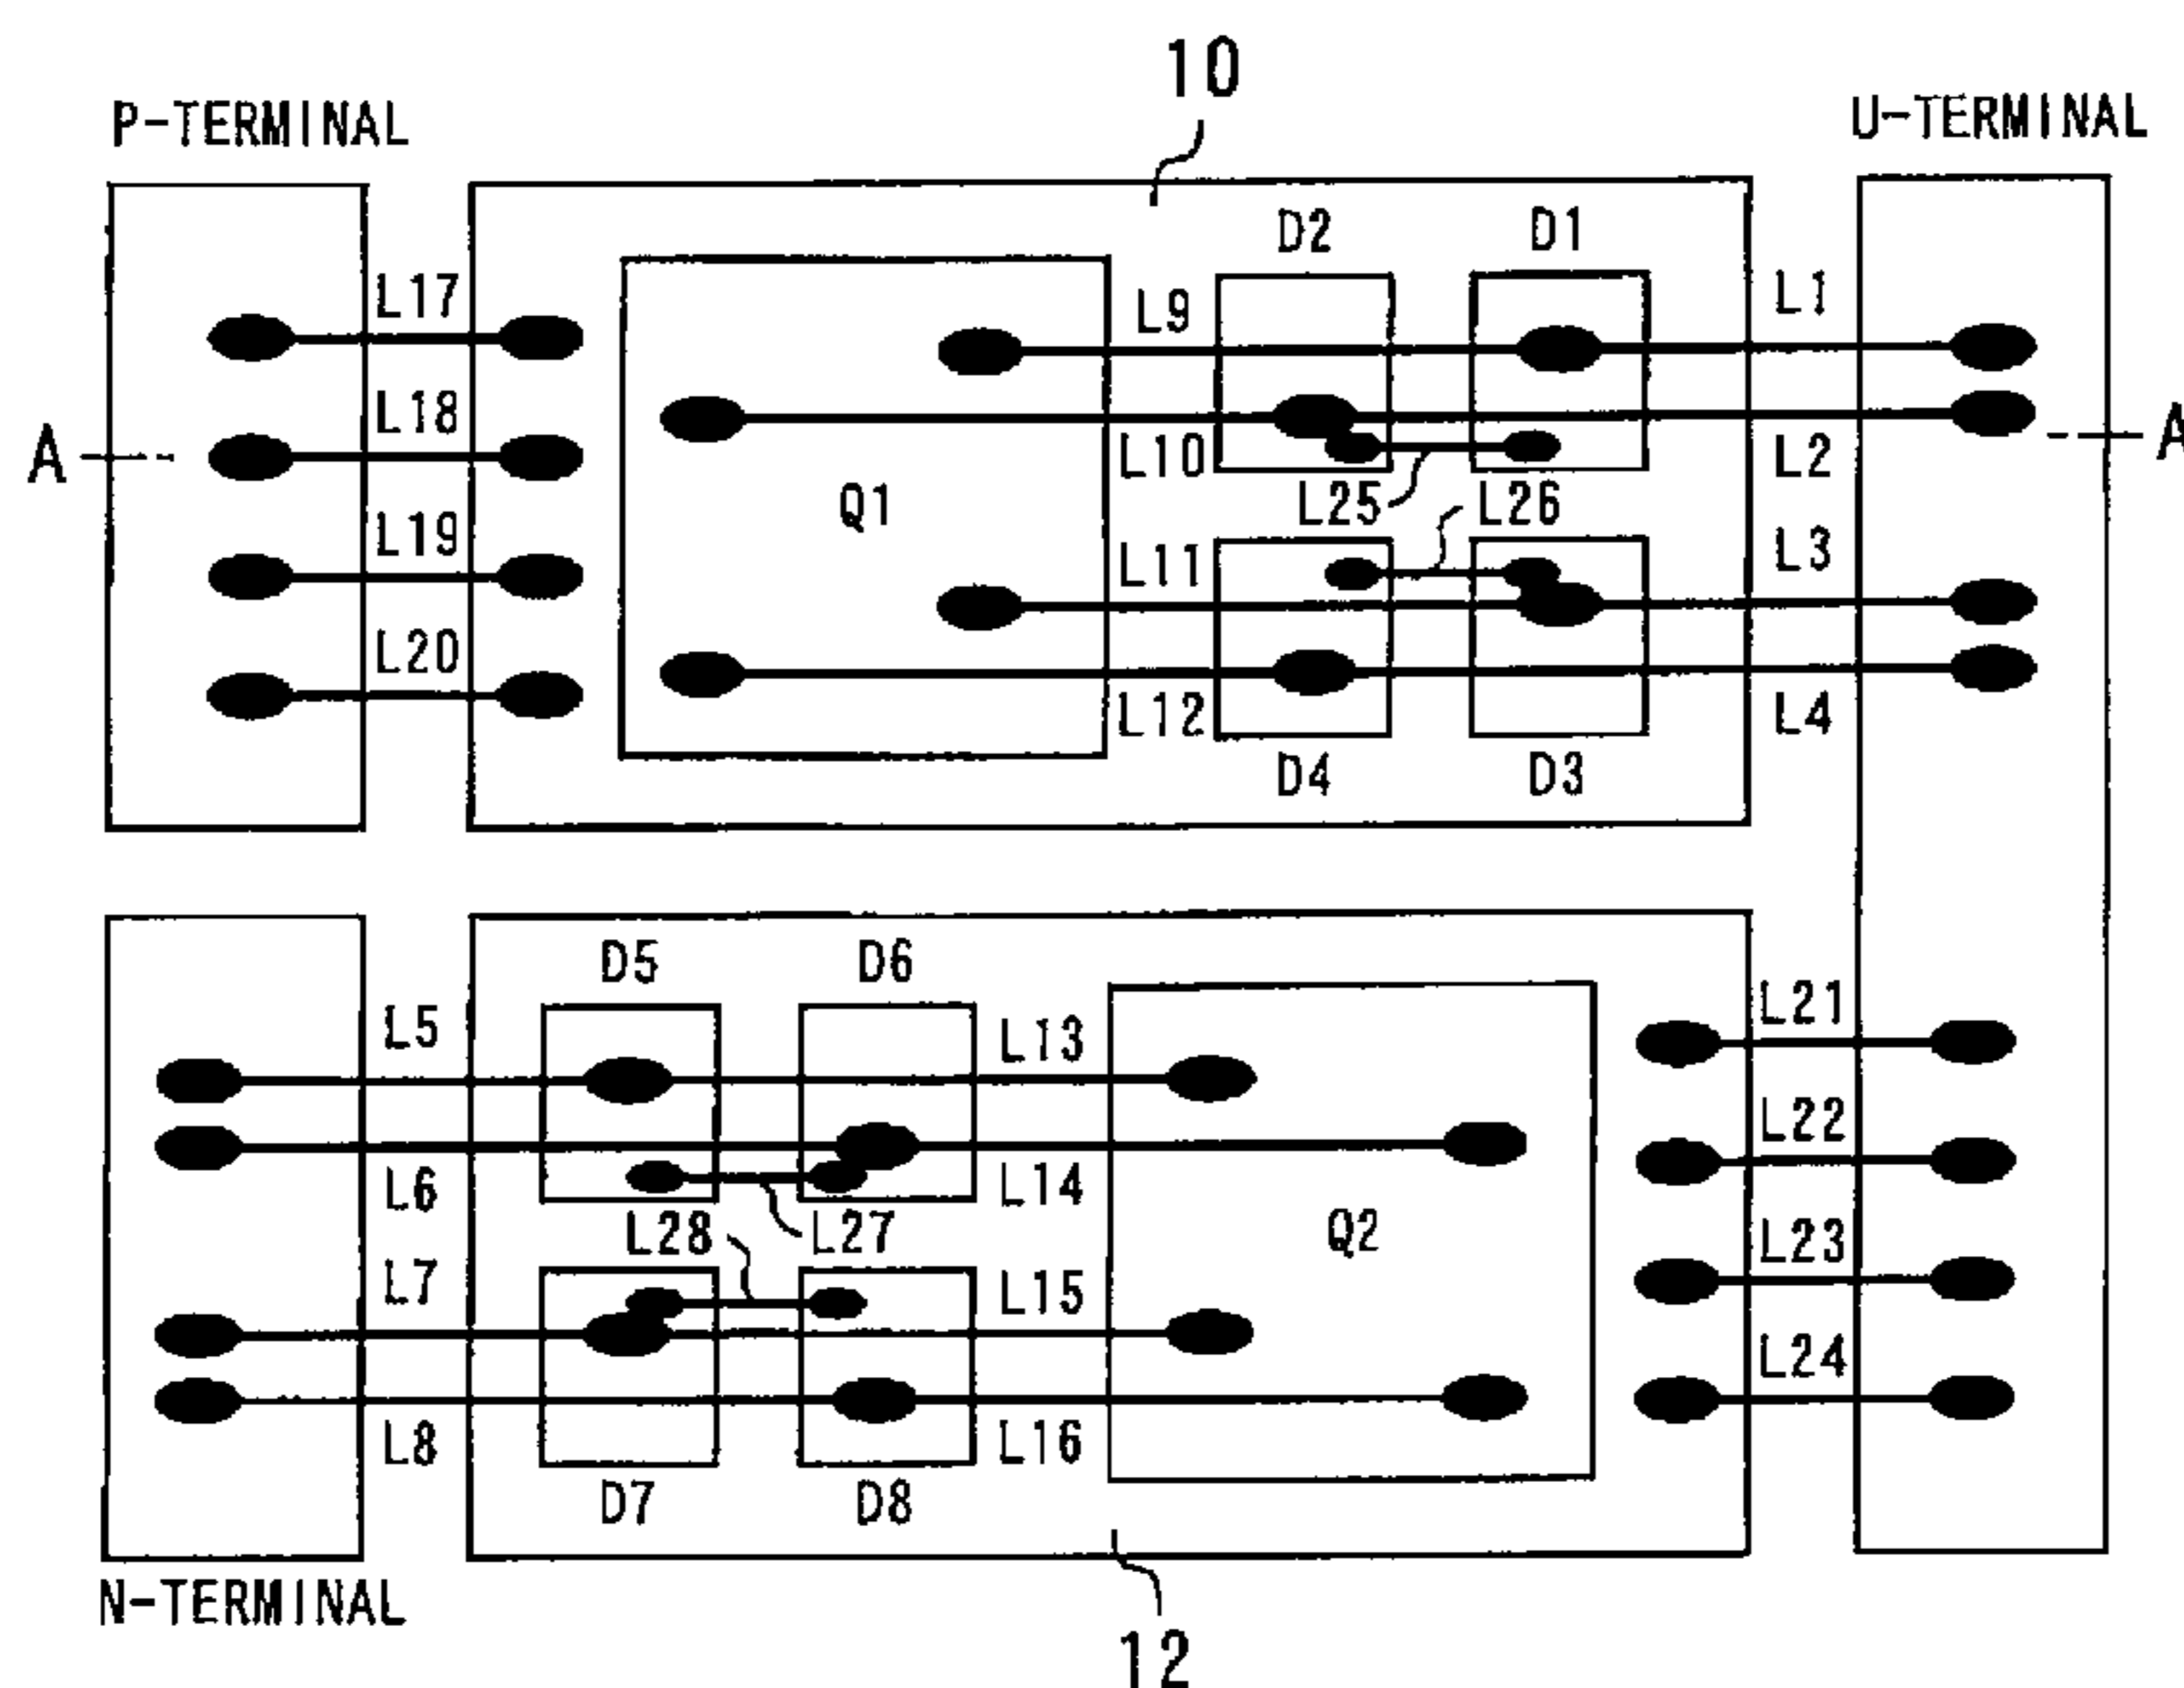 10
P-TERMINAL
U-TERMINAL
D2
D1
L17
L9
L1
L18
A
L10
L2
A
Q1
L25
L26
L19
L11
L3
L20
L12
L4
D4
D3
D5
D6
L5
L13
L21
L6
L14
L22
L28
L27
Q2
L7
L15
L23
L8
L16
L24
D7
D8
N-TERMINAL
12